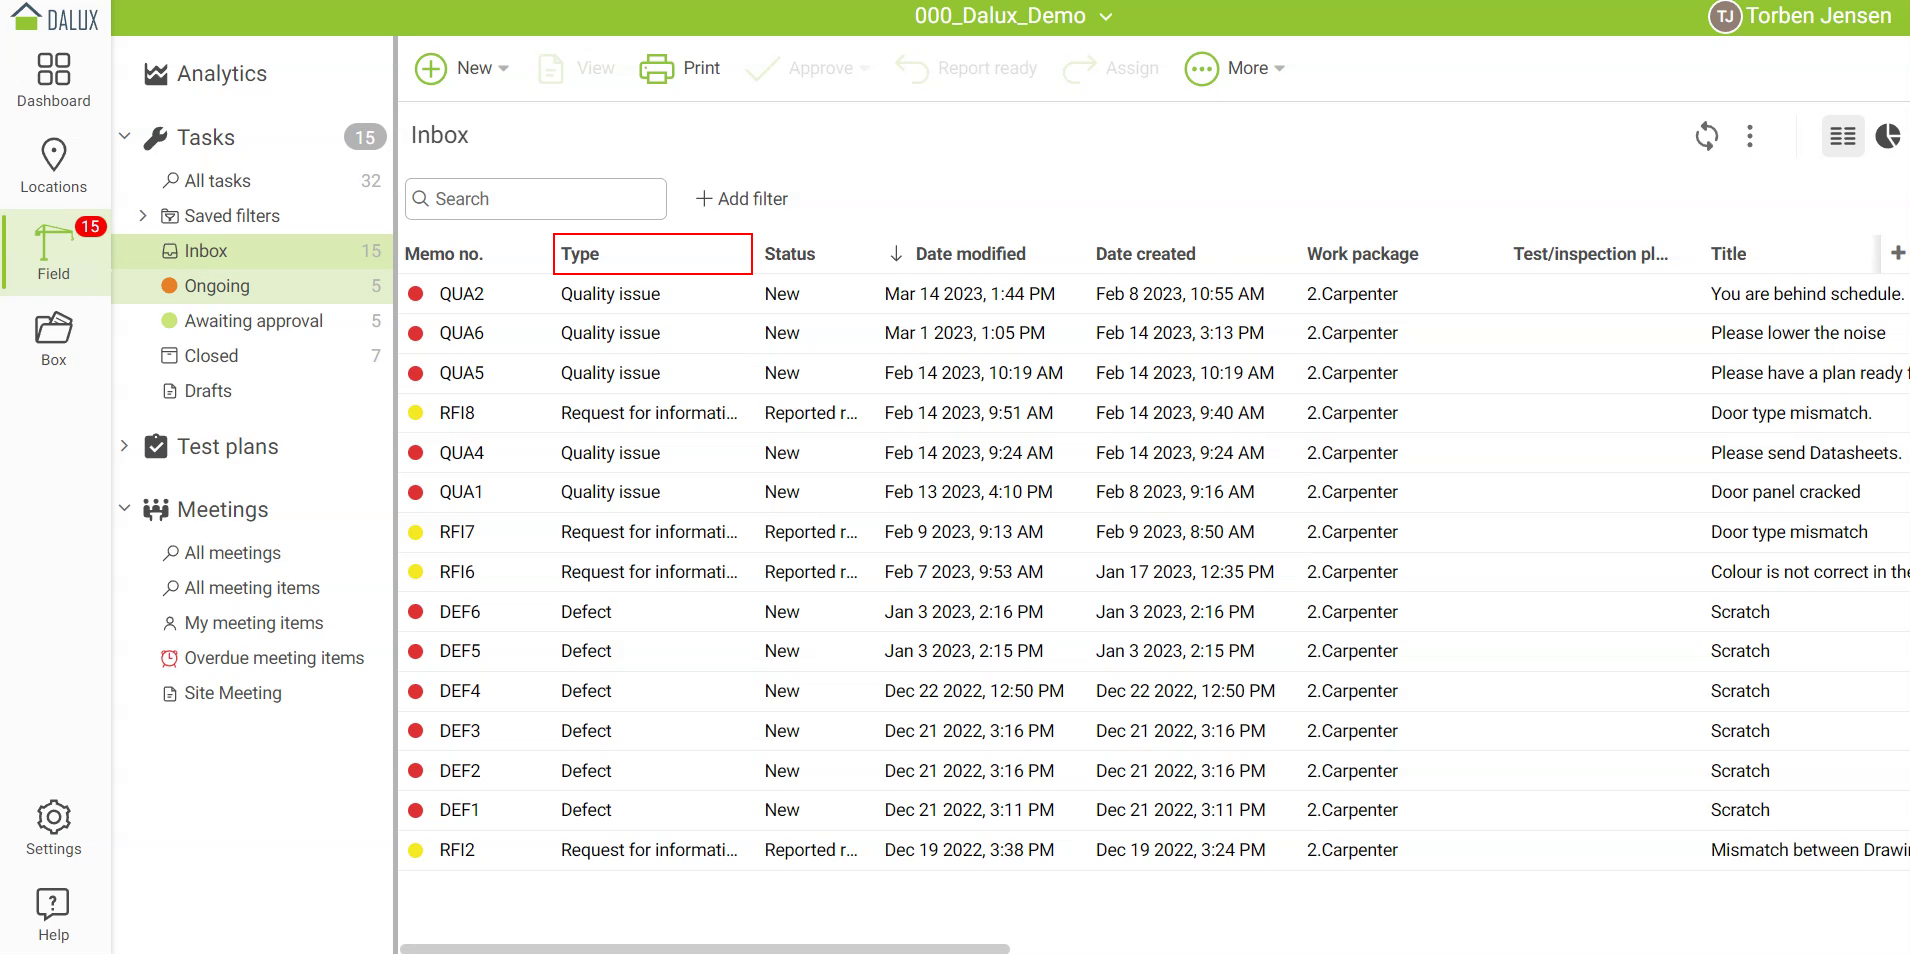 DALUX
000_Dalux_Demo
TJ Torben Jensen
Dashboard
Locations
15
Field
Box
Settings
Help
Analytics
Tasks 15
All tasks 32
Saved filters
Inbox 15
Ongoing 5
Awaiting approval 5
Closed 7
Drafts
Test plans
Meetings
All meetings
All meeting items
My meeting items
Overdue meeting items
Site Meeting
New View Print Approve Report ready Assign More
Inbox
Search Add filter
Memo no. Type Status Date modified Date created Work package Test/inspection pl... Title
QUA2 Quality issue New Mar 14 2023, 1:44 PM Feb 8 2023, 10:55 AM 2.Carpenter You are behind schedule.
QUA6 Quality issue New Mar 1 2023, 1:05 PM Feb 14 2023, 3:13 PM 2.Carpenter Please lower the noise
QUA5 Quality issue New Feb 14 2023, 10:19 AM Feb 14 2023, 10:19 AM 2.Carpenter Please have a plan ready f
RFI8 Request for informati... Reported r... Feb 14 2023, 9:51 AM Feb 14 2023, 9:40 AM 2.Carpenter Door type mismatch.
QUA4 Quality issue New Feb 14 2023, 9:24 AM Feb 14 2023, 9:24 AM 2.Carpenter Please send Datasheets.
QUA1 Quality issue New Feb 13 2023, 4:10 PM Feb 8 2023, 9:16 AM 2.Carpenter Door panel cracked
RFI7 Request for informati... Reported r... Feb 9 2023, 9:13 AM Feb 9 2023, 8:50 AM 2.Carpenter Door type mismatch
RFI6 Request for informati... Reported r... Feb 7 2023, 9:53 AM Jan 17 2023, 12:35 PM 2.Carpenter Colour is not correct in the
DEF6 Defect New Jan 3 2023, 2:16 PM Jan 3 2023, 2:16 PM 2.Carpenter Scratch
DEF5 Defect New Jan 3 2023, 2:15 PM Jan 3 2023, 2:15 PM 2.Carpenter Scratch
DEF4 Defect New Dec 22 2022, 12:50 PM Dec 22 2022, 12:50 PM 2.Carpenter Scratch
DEF3 Defect New Dec 21 2022, 3:16 PM Dec 21 2022, 3:16 PM 2.Carpenter Scratch
DEF2 Defect New Dec 21 2022, 3:16 PM Dec 21 2022, 3:16 PM 2.Carpenter Scratch
DEF1 Defect New Dec 21 2022, 3:11 PM Dec 21 2022, 3:11 PM 2.Carpenter Scratch
RFI2 Request for informati... Reported r... Dec 19 2022, 3:38 PM Dec 19 2022, 3:24 PM 2.Carpenter Mismatch between Drawi